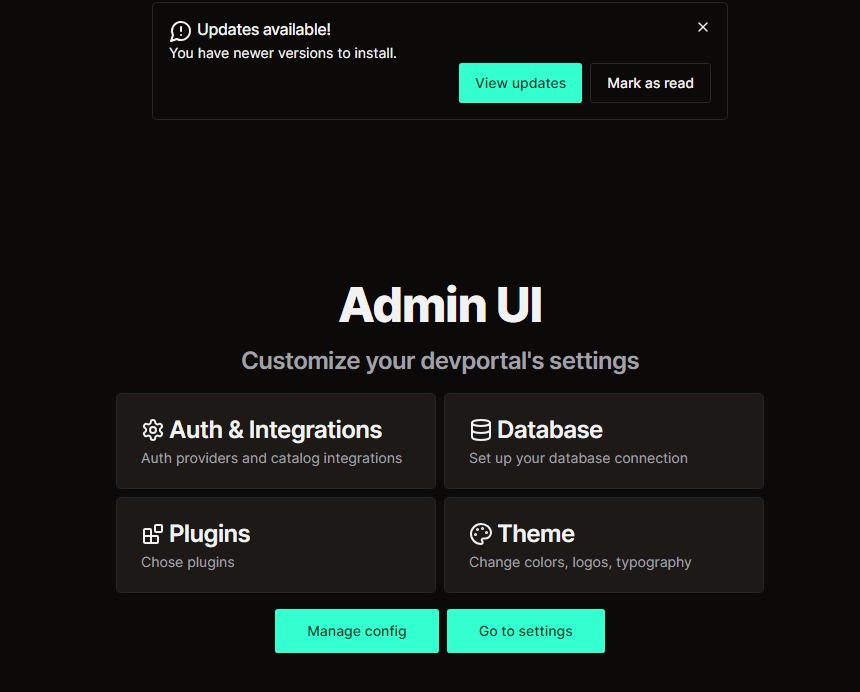 Updates available!
You have newer versions to install.
View updates
Mark as read
Admin UI
Customize your devportal's settings
Auth & Integrations
Auth providers and catalog integrations
Database
Set up your database connection
Plugins
Chose plugins
Theme
Change colors, logos, typography
Manage config
Go to settings